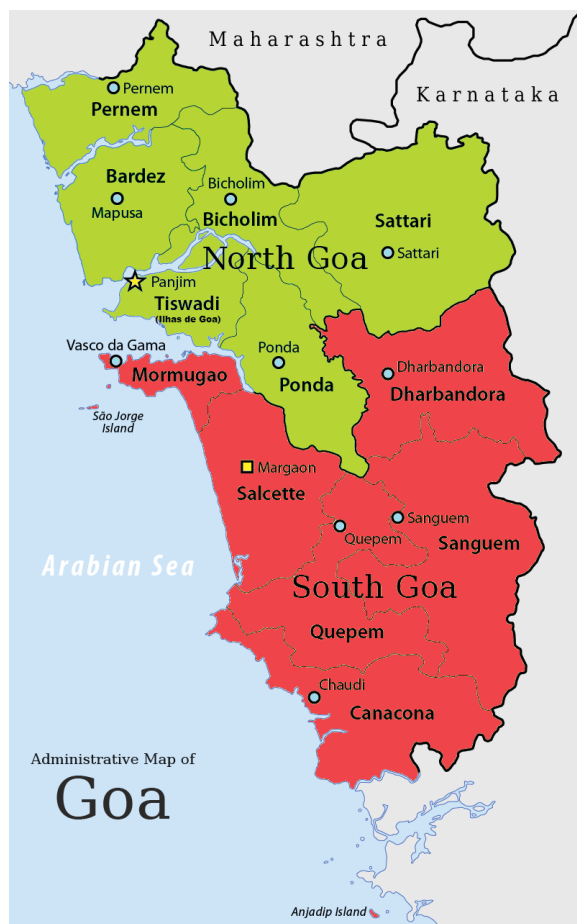 Maharashtra
Karnataka
Pernem
Pernem
Bardez
Mapusa
Bicholim
Bicholim
Sattari
Sattari
North Goa
Panjim
Tiswadi
(Ilhas de Goa)
Vasco da Gama
Mormugao
Ponda
Ponda
Dharbandora
Dharbandora
São Jorge
Island
Margaon
Salcette
Sanguem
Quepem
Sanguem
Arabian Sea
South Goa
Quepem
Chaudi
Canacona
Administrative Map of
Goa
Anjadip Island